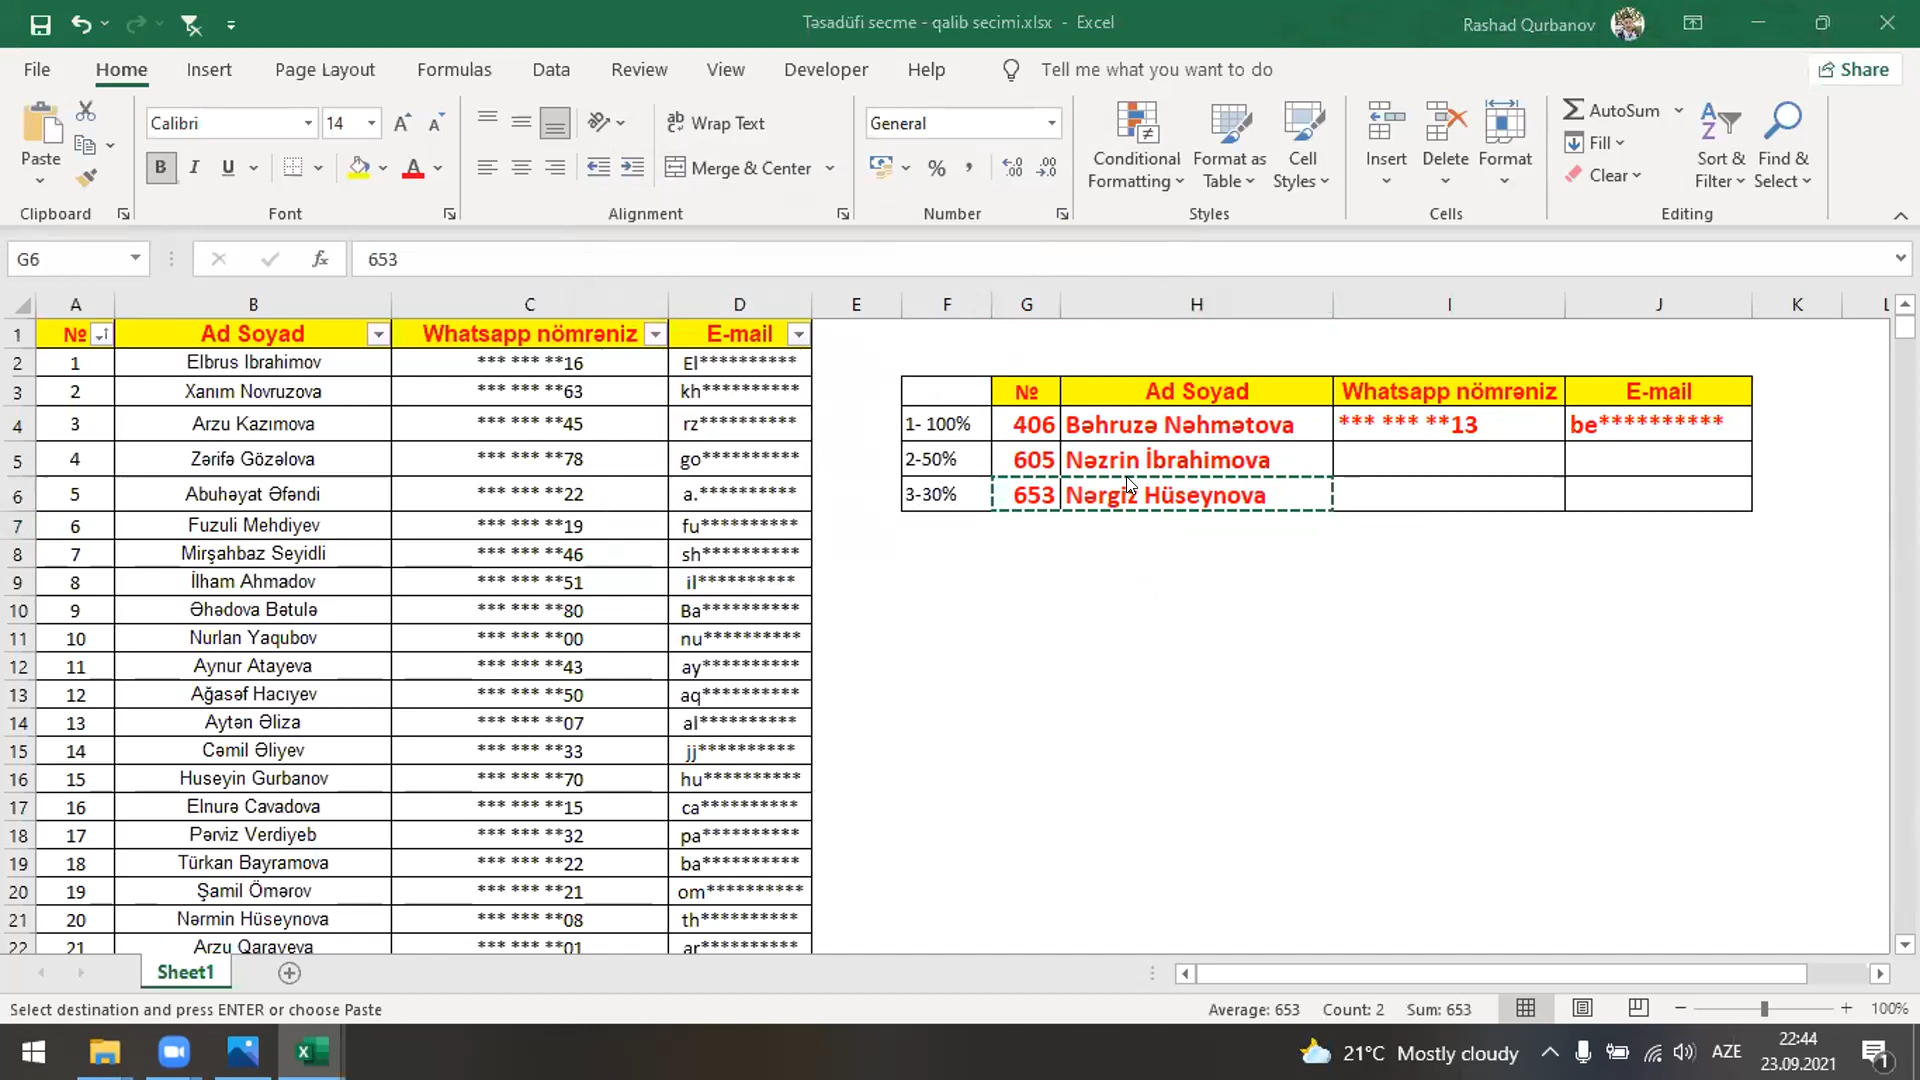 Təsadüfi secme - qalib secimi.xlsx - Excel
Rashad Qurbanov
File Home Insert Page Layout Formulas Data Review View Developer Help Tell me what you want to do Share
Paste
Clipboard
Calibri 14
B I U
Font
Wrap Text
Merge & Center
Alignment
General
Number
Conditional Formatting
Format as Table
Cell Styles
Styles
Insert Delete Format
Cells
AutoSum
Fill
Clear
Sort & Filter
Find & Select
Editing
G6 fx 653
A B C D E F G H I J K L
1 № Ad Soyad Whatsapp nömrəniz E-mail
2 1 Elbrus Ibrahimov *** *** **16 El**********
3 2 Xanım Novruzova *** *** **63 kh**********
4 3 Arzu Kazımova *** *** **45 rz**********
5 4 Zərifə Gözəlova *** *** **78 go**********
6 5 Abuhəyat Əfəndi *** *** **22 a.**********
7 6 Fuzuli Mehdiyev *** *** **19 fu**********
8 7 Mirşahbaz Seyidli *** *** **46 sh**********
9 8 İlham Ahmadov *** *** **51 il**********
10 9 Əhədova Bətulə *** *** **80 Ba**********
11 10 Nurlan Yaqubov *** *** **00 nu**********
12 11 Aynur Atayeva *** *** **43 ay**********
13 12 Ağasəf Hacıyev *** *** **50 aq**********
14 13 Aytən Əliza *** *** **07 al**********
15 14 Cəmil Əliyev *** *** **33 jj**********
16 15 Huseyin Gurbanov *** *** **70 hu**********
17 16 Elnurə Cavadova *** *** **15 ca**********
18 17 Pərviz Verdiyeb *** *** **32 pa**********
19 18 Türkan Bayramova *** *** **22 ba**********
20 19 Şamil Ömərov *** *** **21 om**********
21 20 Nərmin Hüseynova *** *** **08 th**********
22 21 Arzu Qarayeva *** *** **01 ar**********
№ Ad Soyad Whatsapp nömrəniz E-mail
1- 100% 406 Bəhruzə Nəhmətova *** *** **13 be**********
2-50% 605 Nəzrin İbrahimova
3-30% 653 Nərgiz Hüseynova
Sheet1
Select destination and press ENTER or choose Paste
Average: 653 Count: 2 Sum: 653
100%
21°C Mostly cloudy
AZE
22:44
23.09.2021
1